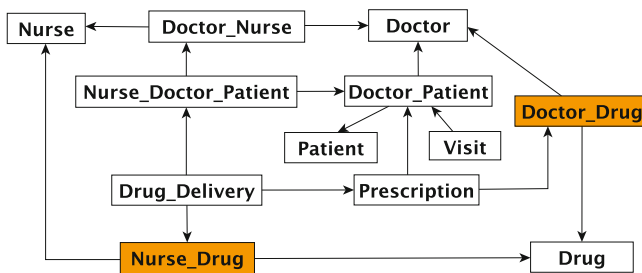 Nurse
Doctor_Nurse
Doctor
Nurse_Doctor_Patient
Doctor_Patient
Doctor_Drug
Patient
Visit
Drug_Delivery
Prescription
Nurse_Drug
Drug